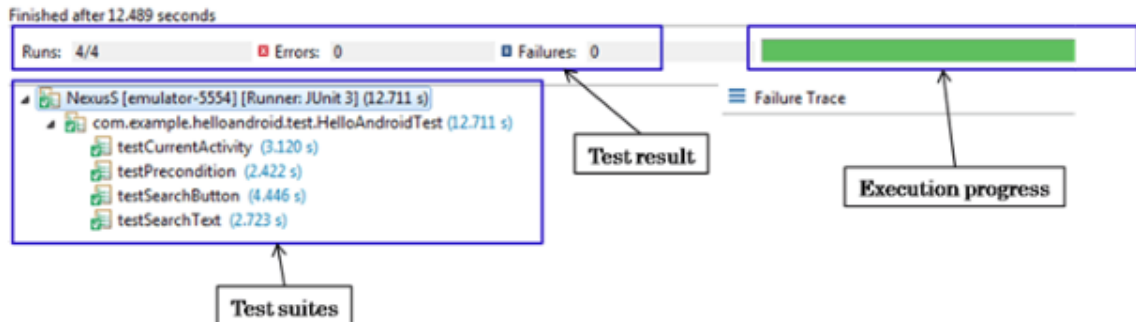 Finished after 12.489 seconds
Runs: 4/4 Errors: 0 Failures: 0
NexusS [emulator-5554] [Runner: JUnit 3] (12.711 s)
Failure Trace
com.example.helloandroid.test.HelloAndroidTest (12.711 s)
testCurrentActivity (3.120 s)
testPrecondition (2.422 s)
testSearchButton (4.446 s)
testSearchText (2.723 s)
Test result
Execution progress
Test suites